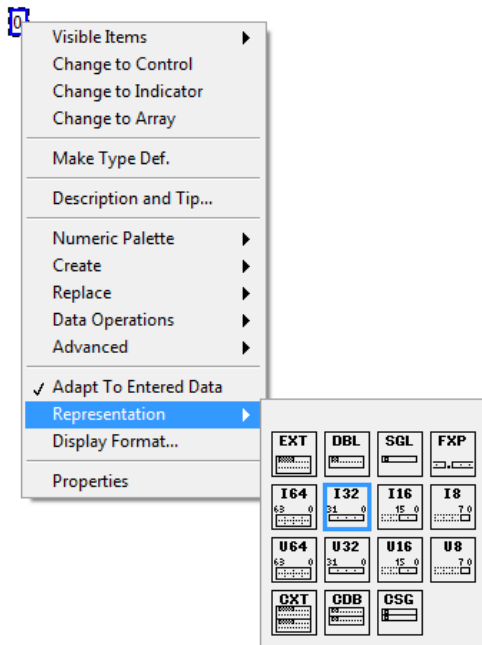 0
Visible Items
Change to Control
Change to Indicator
Change to Array
Make Type Def.
Description and Tip...
Numeric Palette
Create
Replace
Data Operations
Advanced
Adapt To Entered Data
Representation
Display Format...
Properties
EXT DBL SGL FXP
I64 I32 I16 I8
63 0 31 0 15 0 7 0
U64 U32 U16 U8
63 0 31 0 15 0 7 0
CXT CDB CSG